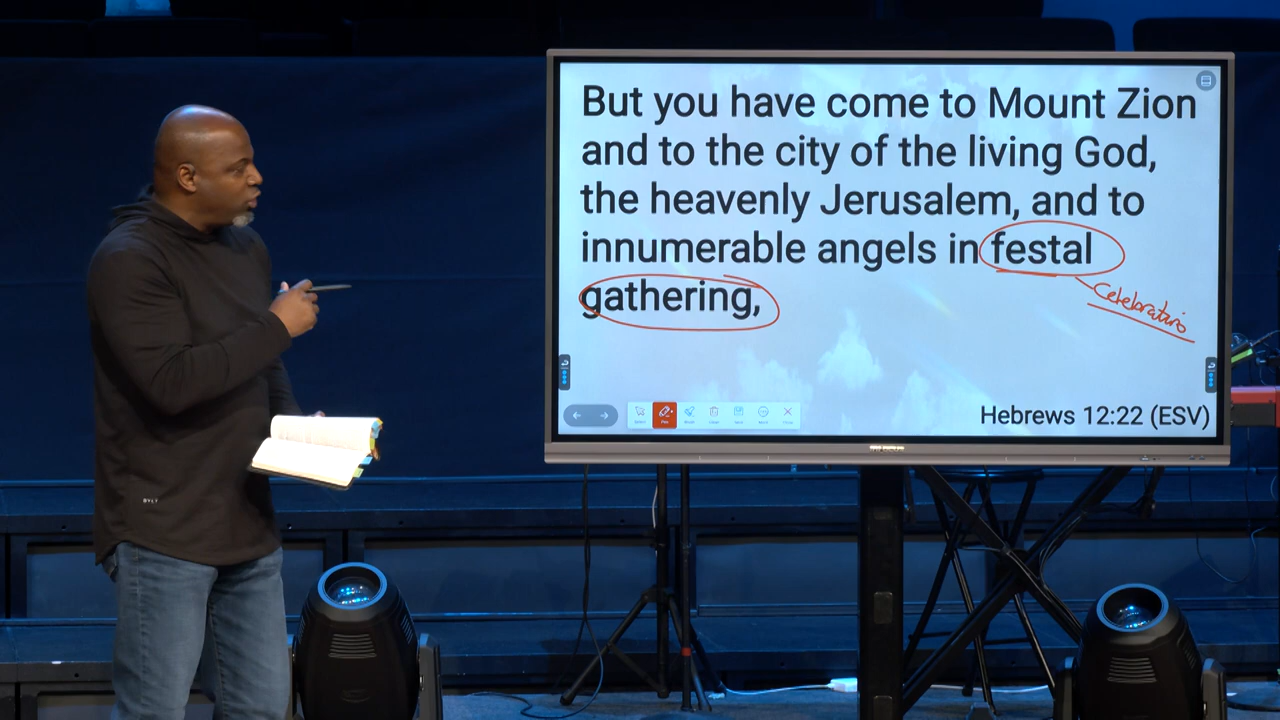 But you have come to Mount Zion
and to the city of the living God,
the heavenly Jerusalem, and to
innumerable angels in festal
gathering,
Hebrews 12:22 (ESV)